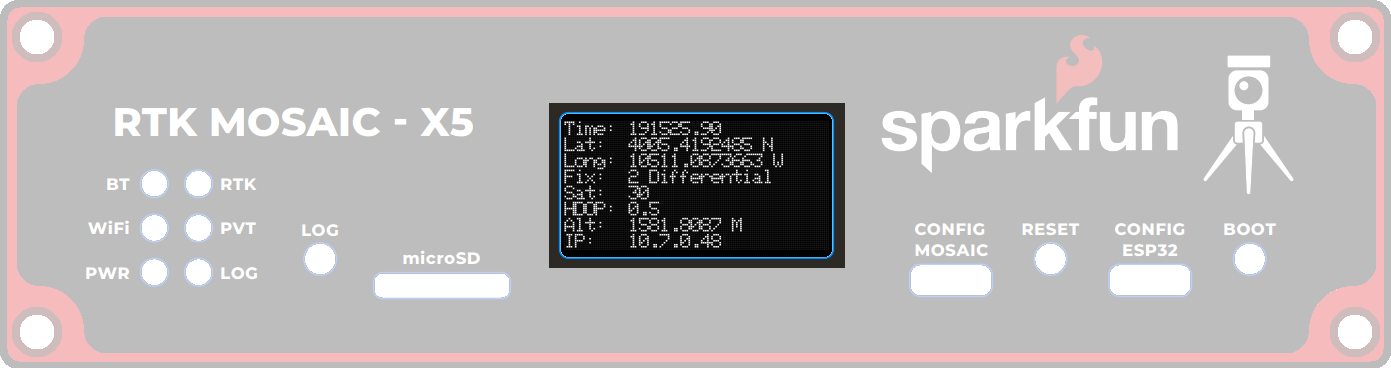 RTK MOSAIC - X5
BT
RTK
WiFi
PVT
PWR
LOG
LOG
microSD
Time: 191525.90
Lat: 4005.4192485 N
Long: 10511.0873663 W
Fix: 2 Differential
Sat: 30
HDOP: 0.5
Alt: 1581.8087 M
IP: 10.7.0.48
sparkfun
CONFIG
MOSAIC
RESET
CONFIG
ESP32
BOOT